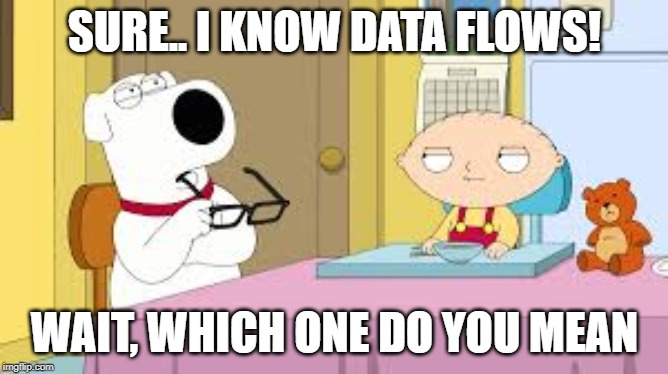 SURE.. I KNOW DATA FLOWS!
WAIT, WHICH ONE DO YOU MEAN
imgflip.com